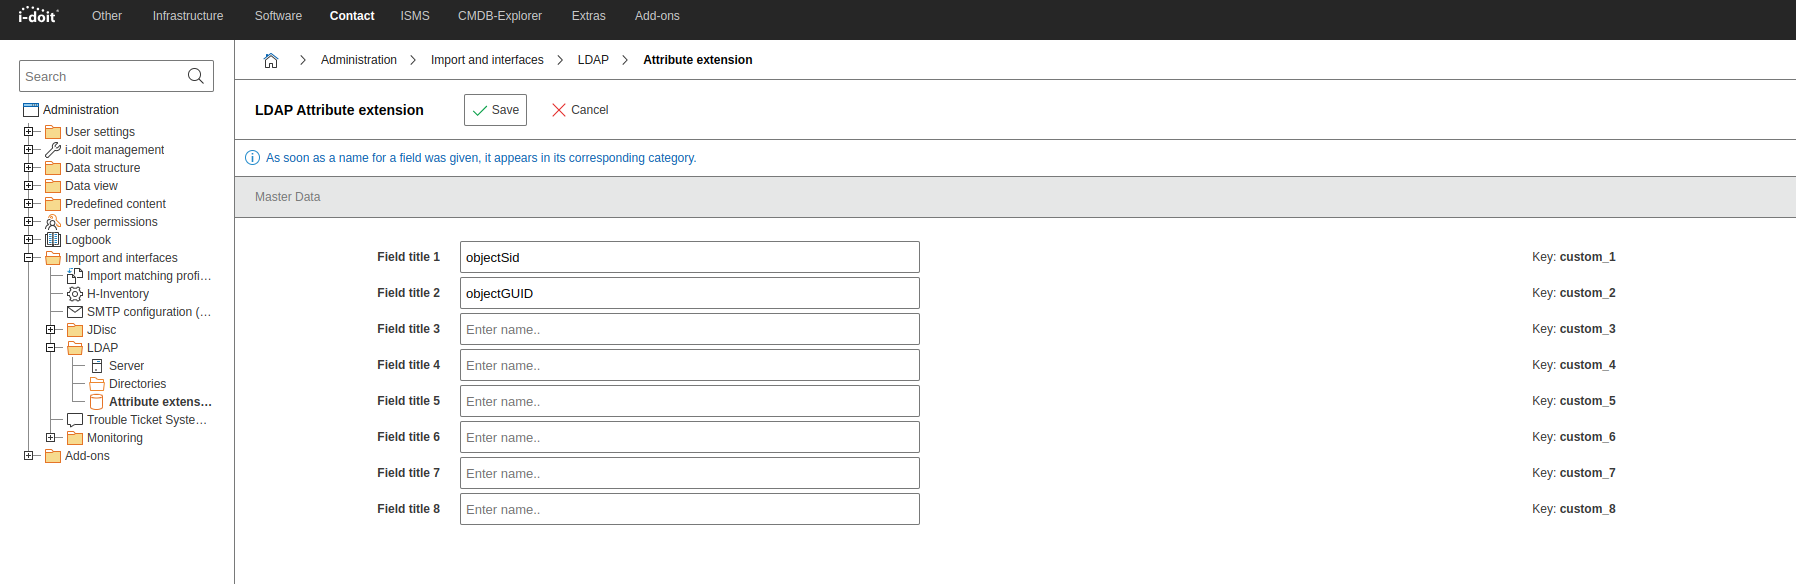 i-doit Other Infrastructure Software Contact ISMS CMDB-Explorer Extras Add-ons
Search
Administration
User settings
i-doit management
Data structure
Data view
Predefined content
User permissions
Logbook
Import and interfaces
Import matching profi...
H-Inventory
SMTP configuration (...
JDisc
LDAP
Server
Directories
Attribute extens...
Trouble Ticket Syste...
Monitoring
Add-ons
Administration Import and interfaces LDAP Attribute extension
LDAP Attribute extension Save Cancel
As soon as a name for a field was given, it appears in its corresponding category.
Master Data
Field title 1 objectSid Key: custom_1
Field title 2 objectGUID Key: custom_2
Field title 3 Enter name.. Key: custom_3
Field title 4 Enter name.. Key: custom_4
Field title 5 Enter name.. Key: custom_5
Field title 6 Enter name.. Key: custom_6
Field title 7 Enter name.. Key: custom_7
Field title 8 Enter name.. Key: custom_8